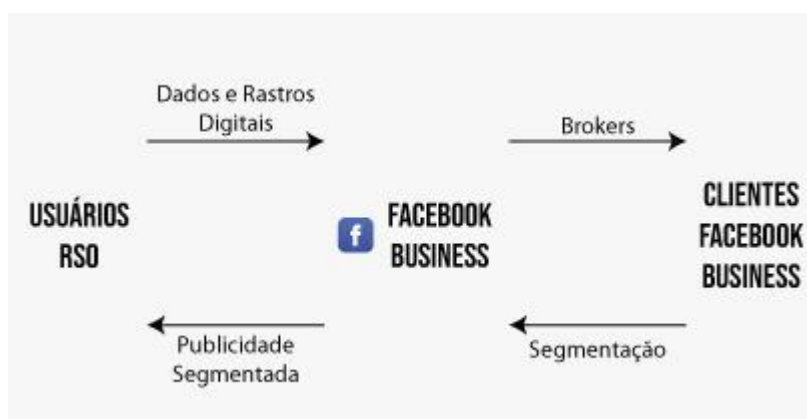 Dados e Rastros
Digitais
Brokers
USUÁRIOS
RSO
f
FACEBOOK
BUSINESS
CLIENTES
FACEBOOK
BUSINESS
Publicidade
Segmentada
Segmentação